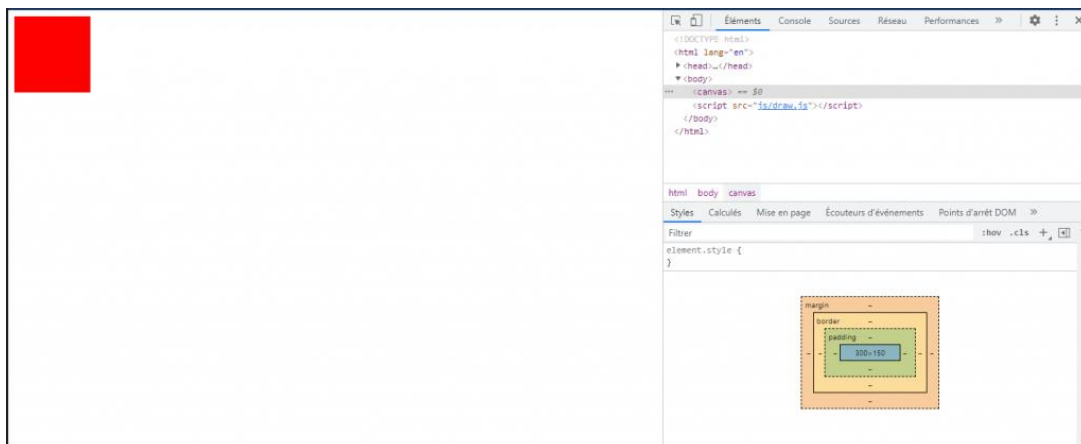 Éléments Console Sources Réseau Performances »
<!DOCTYPE html>
<html lang="en">
<head>…</head>
<body>
… <canvas> == $0
<script src="js/draw.js"></script>
</body>
</html>
html body canvas
Styles Calculés Mise en page Écouteurs d'événements Points d'arrêt DOM »
Filtrer :hov .cls +
element.style {
}
margin –
border –
padding –
– – – 300×150 – – –
–
–
–